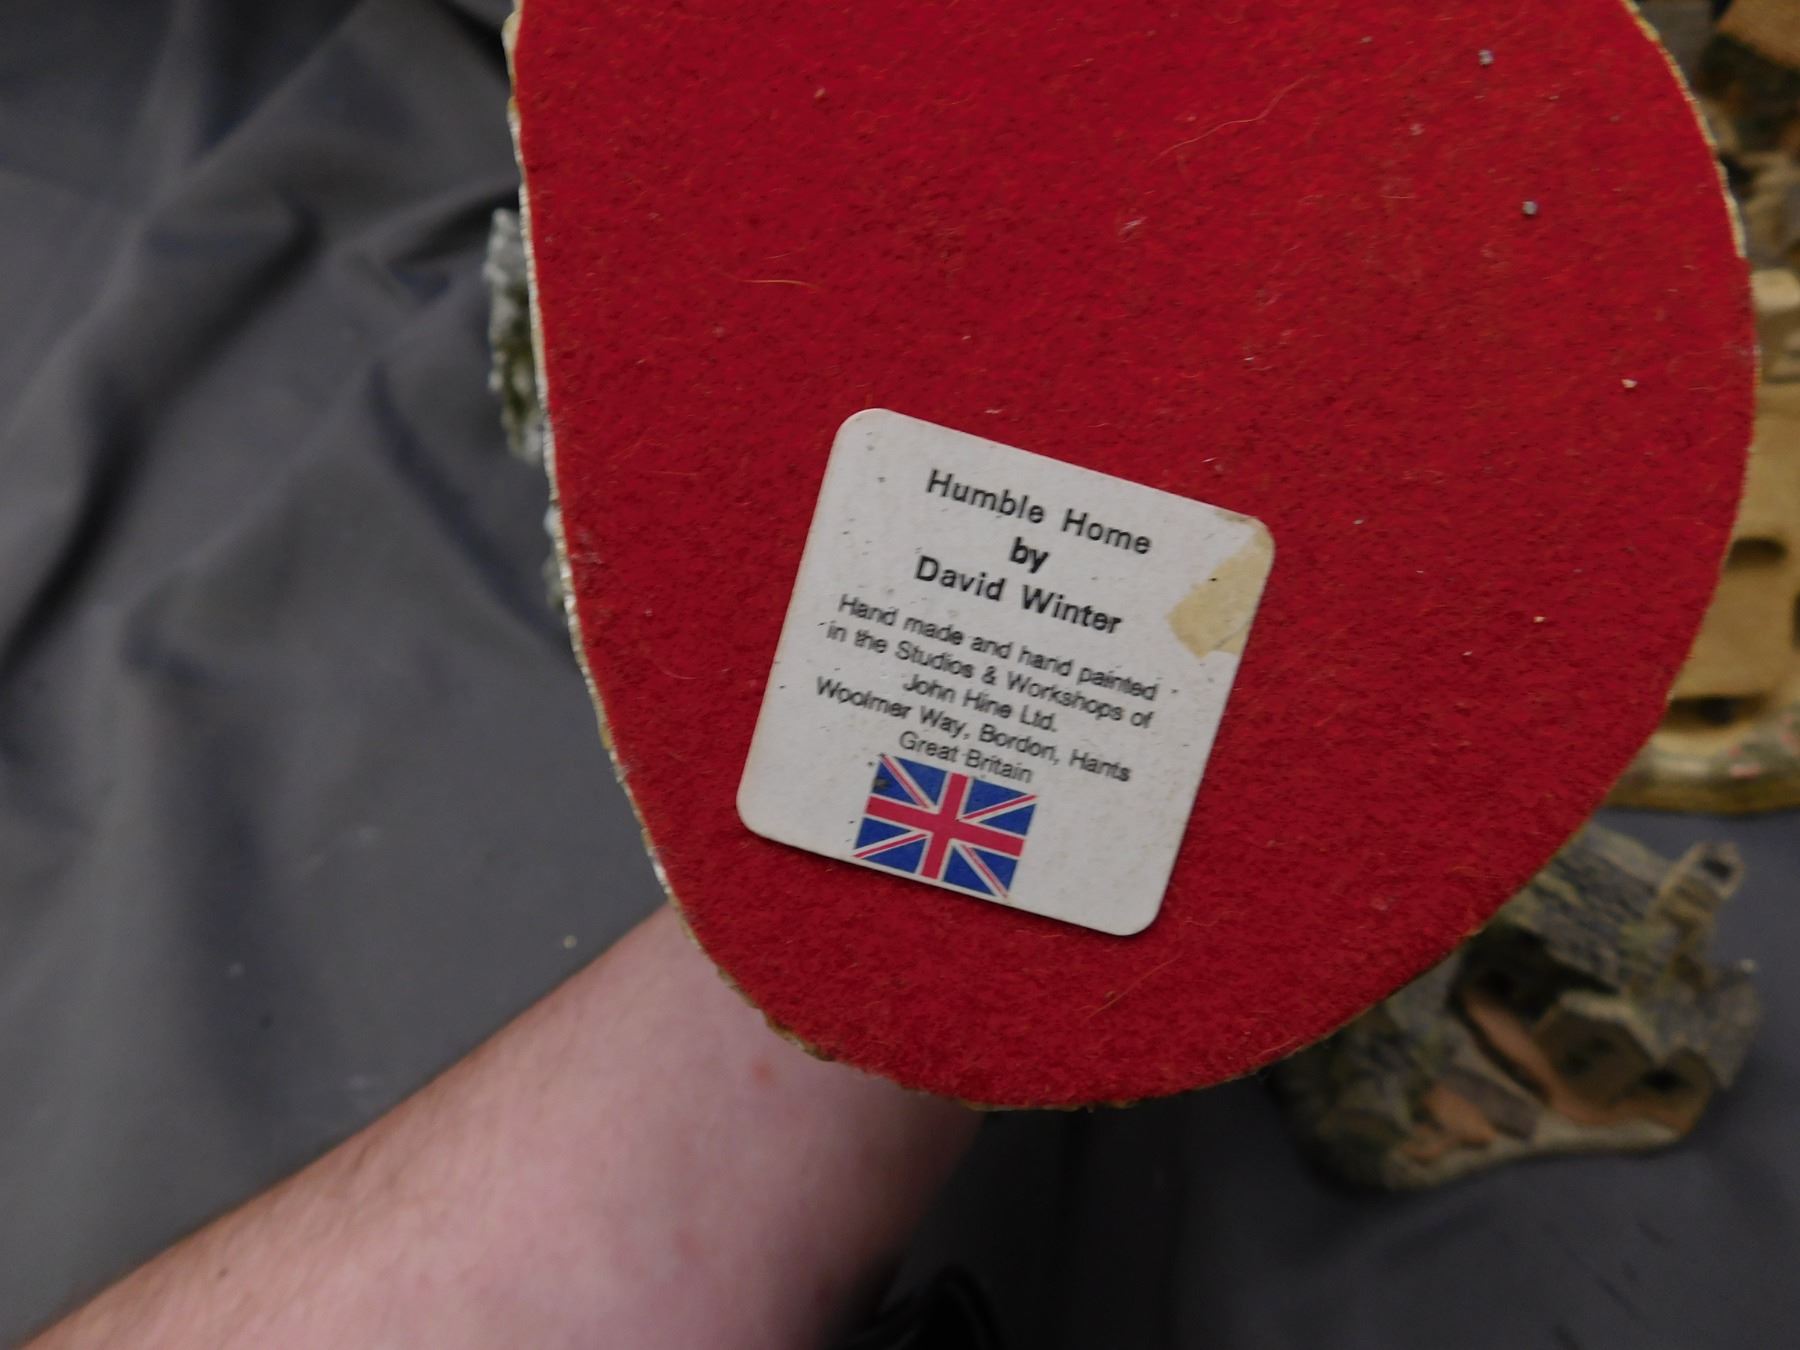 Humble Home
by
David Winter
Hand made and hand painted
in the Studios & Workshops of
John Hine Ltd.
Woolmer Way, Bordon, Hants
Great Britain